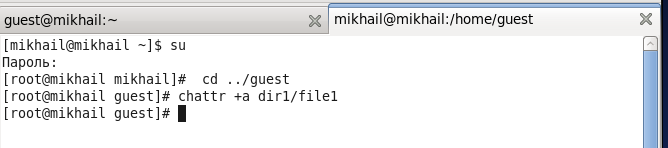 guest@mikhail:~
mikhail@mikhail:/home/guest
[mikhail@mikhail ~]$ su
Пароль:
[root@mikhail mikhail]#  cd ../guest
[root@mikhail guest]# chattr +a dir1/file1
[root@mikhail guest]#